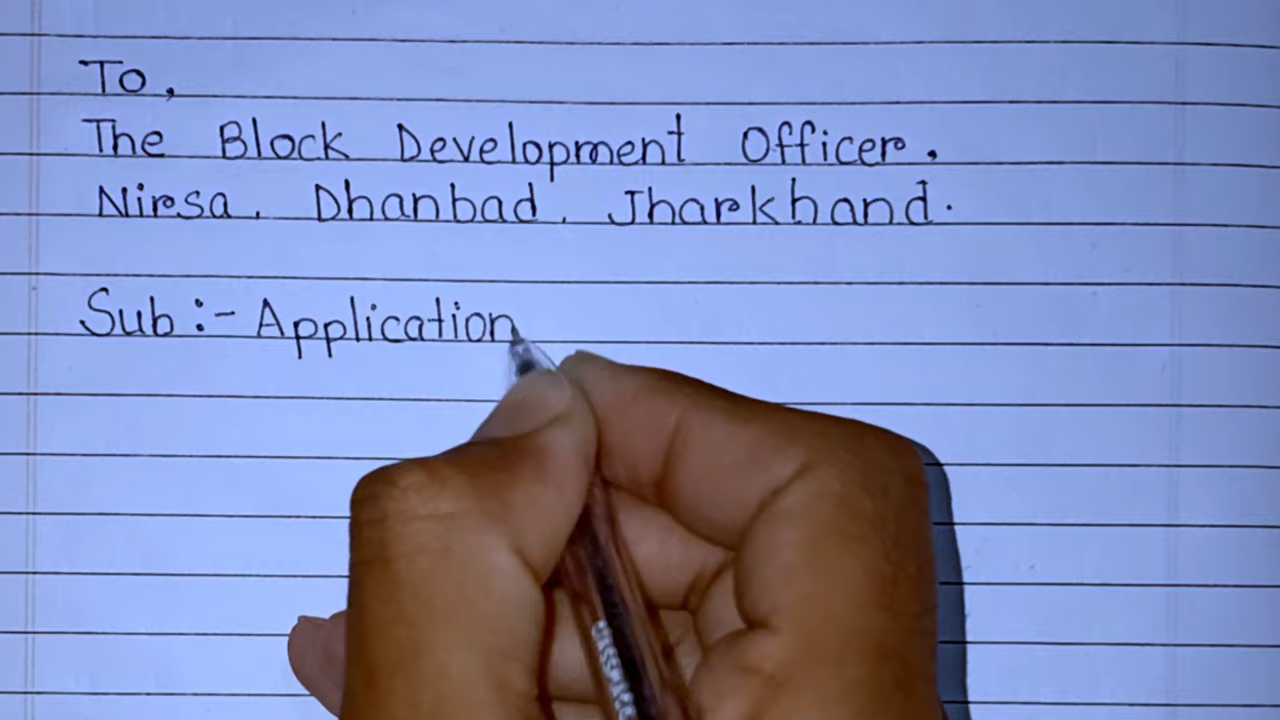 To,
The Block Development Officer.
Nirsa, Dhanbad, Jharkhand.
Sub :- Application